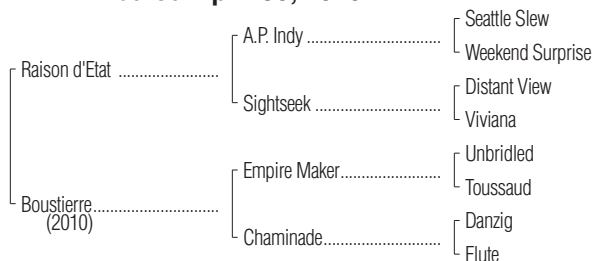 Seattle Slew
A.P. Indy
Weekend Surprise
Raison d'Etat
Distant View
Sightseek
Viviana
Unbridled
Empire Maker
Toussaud
Boustierre
(2010)
Danzig
Chaminade
Flute